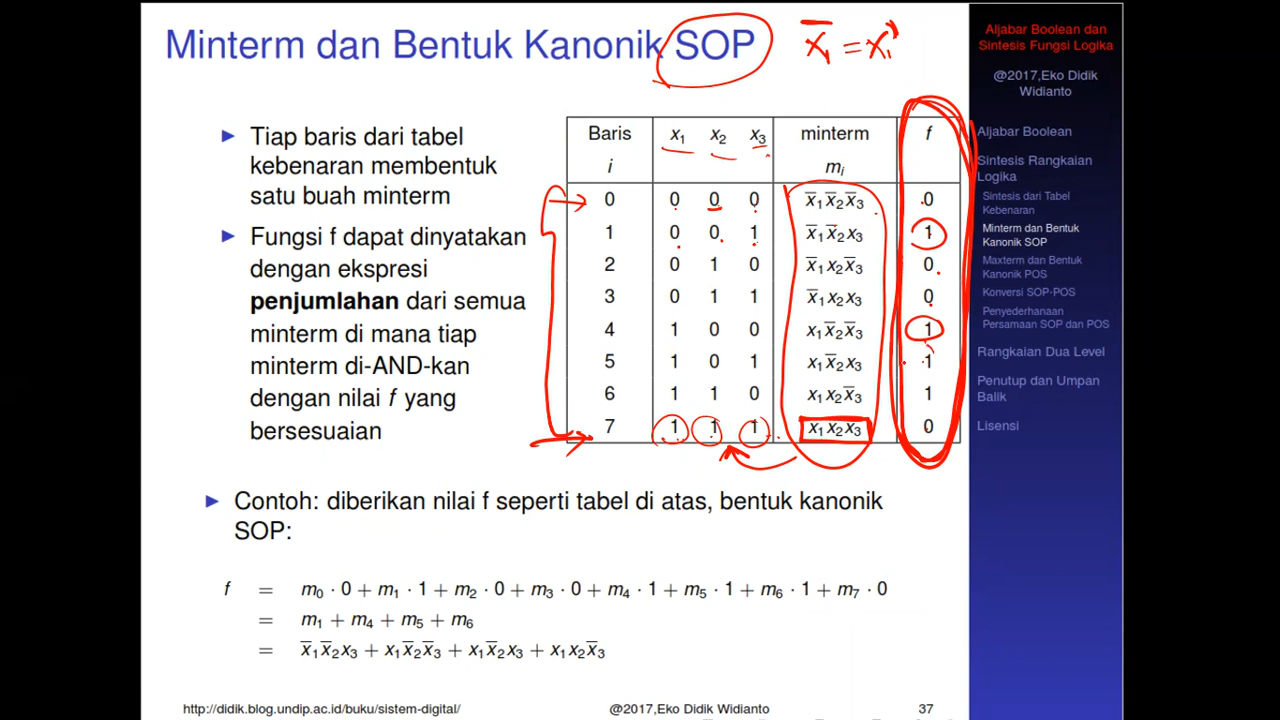 Minterm dan Bentuk Kanonik SOP
x̅₁ = x₁'
Aljabar Boolean dan
Sintesis Fungsi Logika
@2017,Eko Didik
Widianto
Aljabar Boolean
Sintesis Rangkaian
Logika
Sintesis dari Tabel
Kebenaran
Minterm dan Bentuk
Kanonik SOP
Maxterm dan Bentuk
Kanonik POS
Konversi SOP-POS
Penyederhanaan
Persamaan SOP dan POS
Rangkaian Dua Level
Penutup dan Umpan
Balik
Lisensi
▶ Tiap baris dari tabel
kebenaran membentuk
satu buah minterm
▶ Fungsi f dapat dinyatakan
dengan ekspresi
penjumlahan dari semua
minterm di mana tiap
minterm di-AND-kan
dengan nilai f yang
bersesuaian
Baris x₁ x₂ x₃ minterm f
i mᵢ
0 0 0 0 x̅₁x̅₂x̅₃ 0
1 0 0 1 x̅₁x̅₂x₃ 1
2 0 1 0 x̅₁x₂x̅₃ 0
3 0 1 1 x̅₁x₂x₃ 0
4 1 0 0 x₁x̅₂x̅₃ 1
5 1 0 1 x₁x̅₂x₃ 1
6 1 1 0 x₁x₂x̅₃ 1
7 1 1 1 x₁x₂x₃ 0
▶ Contoh: diberikan nilai f seperti tabel di atas, bentuk kanonik
SOP:
f = m₀ · 0 + m₁ · 1 + m₂ · 0 + m₃ · 0 + m₄ · 1 + m₅ · 1 + m₆ · 1 + m₇ · 0
= m₁ + m₄ + m₅ + m₆
= x̅₁x̅₂x₃ + x₁x̅₂x̅₃ + x₁x̅₂x₃ + x₁x₂x̅₃
http://didik.blog.undip.ac.id/buku/sistem-digital/ @2017,Eko Didik Widianto 37